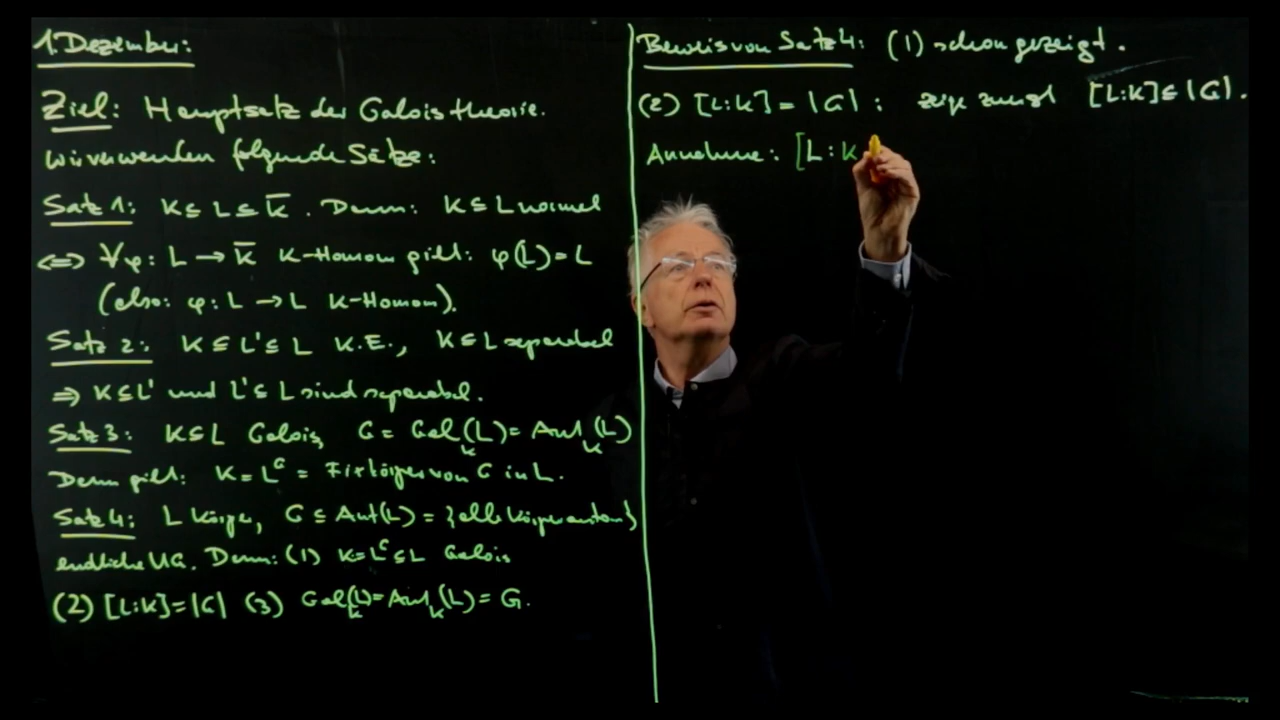 1. Dezember:
Ziel: Hauptsatz der Galoistheorie.
Wir verwenden folgende Sätze:
Satz 1: K ⊆ L ⊆ K̅. Dann: K ⊆ L normal
⟺ ∀φ: L → K̅ K-Homom gilt: φ(L) = L
(also: φ: L → L K-Homom).
Satz 2: K ⊆ L' ⊆ L K.E., K ⊆ L separabel
⇒ K ⊆ L' und L' ⊆ L sind separabel.
Satz 3: K ⊆ L Galois, G = Gal_K(L) = Aut_K(L)
Dann gilt: K = L^G = Fixkörper von G in L.
Satz 4: L Körper, G ⊆ Aut(L) = {alle Körperautom}
endliche UG. Dann: (1) K = L^G ⊆ L Galois
(2) [L:K] = |G| (3) Gal_K(L) = Aut_K(L) = G.
Beweis von Satz 4: (1) schon gezeigt.
(2) [L:K] = |G|: zeige zunächst [L:K] ≤ |G|.
Annahme: [L:K